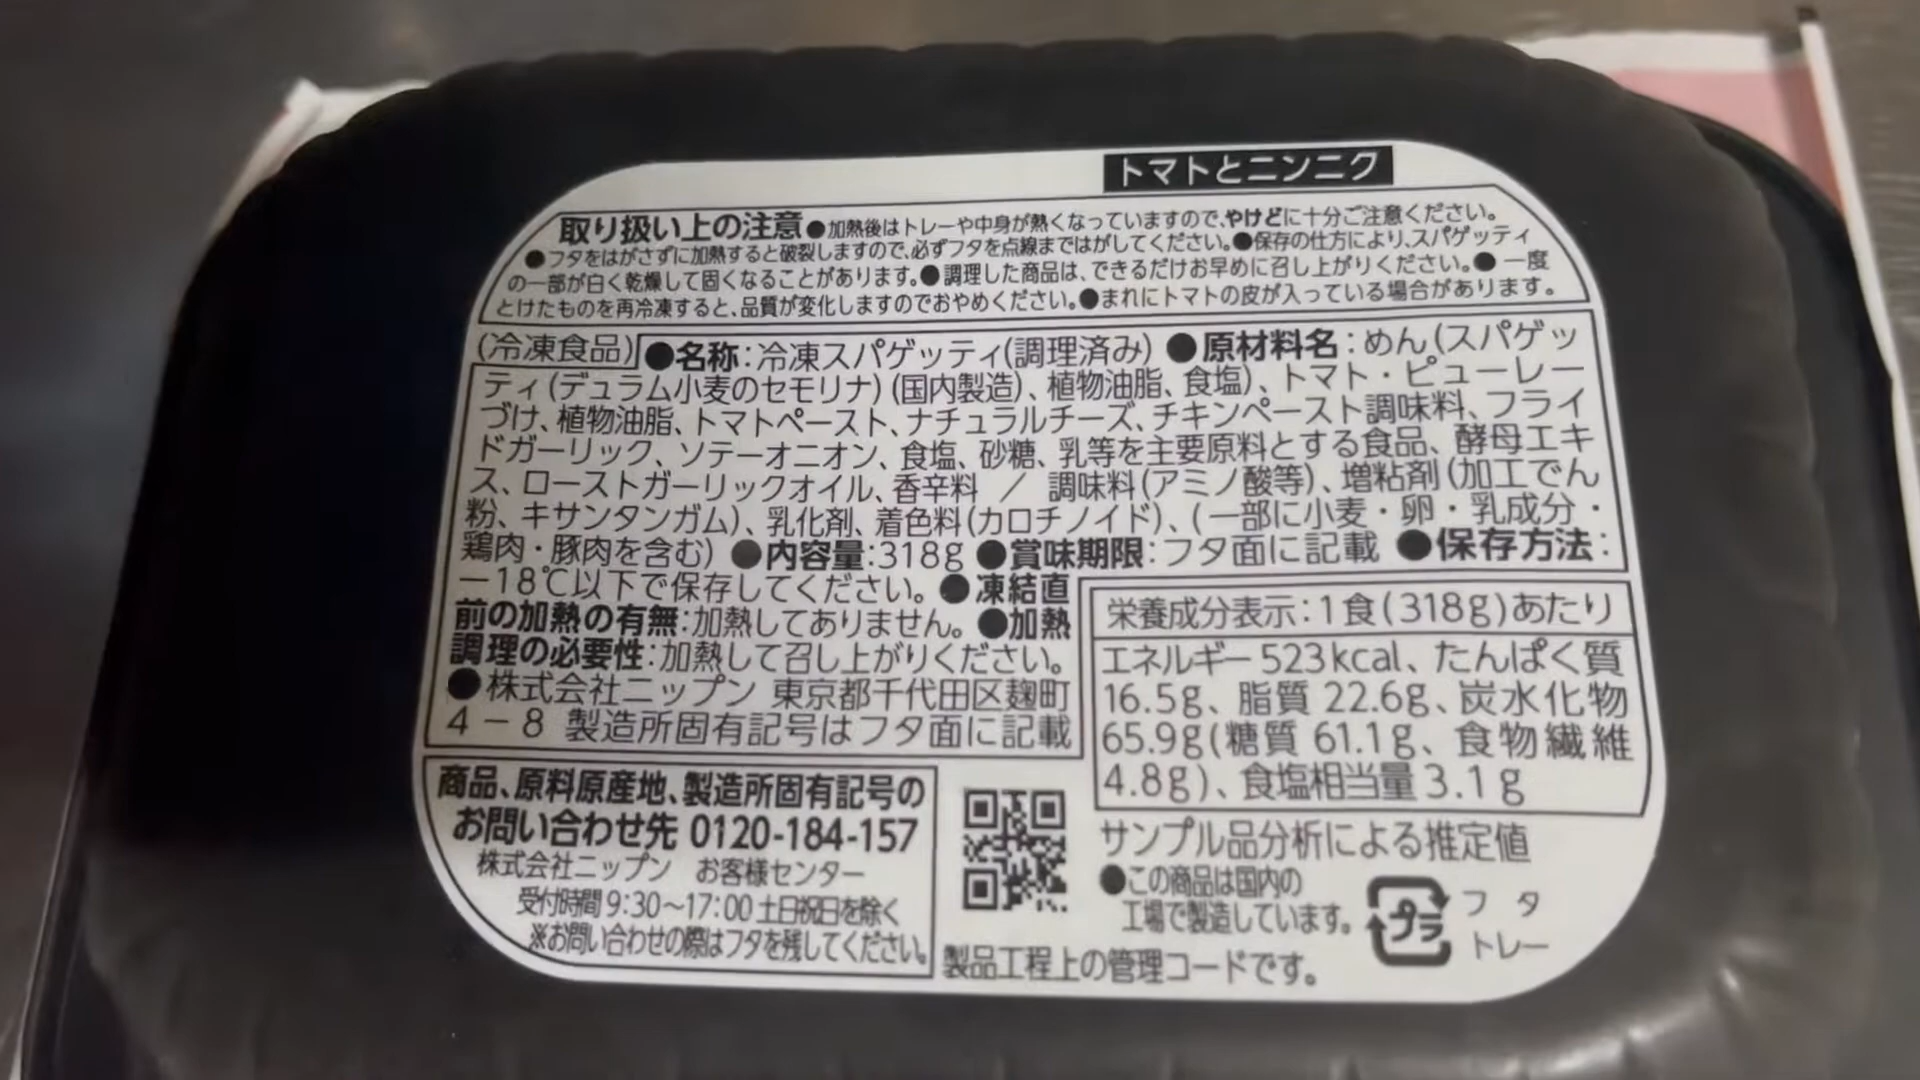 トマトとニンニク
取り扱い上の注意●加熱後はトレーや中身が熱くなっていますので、やけどに十分ご注意ください。
●フタをはがさずに加熱すると破裂しますので、必ずフタを点線まではがしてください。●保存の仕方により、スパゲッティ
の一部が白く乾燥して固くなることがあります。●調理した商品は、できるだけお早めに召し上がりください。●一度
とけたものを再冷凍すると、品質が変化しますのでおやめください。●まれにトマトの皮が入っている場合があります。
(冷凍食品) ●名称:冷凍スパゲッティ(調理済み) ●原材料名:めん(スパゲッ
ティ(デュラム小麦のセモリナ)(国内製造)、植物油脂、食塩)、トマト・ピューレー
づけ、植物油脂、トマトペースト、ナチュラルチーズ、チキンペースト調味料、フライ
ドガーリック、ソテーオニオン、食塩、砂糖、乳等を主要原料とする食品、酵母エキ
ス、ローストガーリックオイル、香辛料 / 調味料(アミノ酸等)、増粘剤(加工でん
粉、キサンタンガム)、乳化剤、着色料(カロチノイド)、(一部に小麦・卵・乳成分・
鶏肉・豚肉を含む) ●内容量:318g ●賞味期限:フタ面に記載 ●保存方法:
−18℃以下で保存してください。●凍結直
前の加熱の有無:加熱してありません。●加熱
調理の必要性:加熱して召し上がりください。
●株式会社ニップン 東京都千代田区麹町
4−8 製造所固有記号はフタ面に記載
栄養成分表示:1食(318g)あたり
エネルギー 523kcal、たんぱく質
16.5g、脂質 22.6g、炭水化物
65.9g(糖質 61.1g、食物繊維
4.8g)、食塩相当量 3.1g
サンプル品分析による推定値
商品、原料原産地、製造所固有記号の
お問い合わせ先 0120-184-157
株式会社ニップン お客様センター
受付時間 9:30〜17:00 土日祝日を除く
※お問い合わせの際はフタを残してください。
●この商品は国内の
工場で製造しています。
プラ
フタ
トレー
製品工程上の管理コードです。